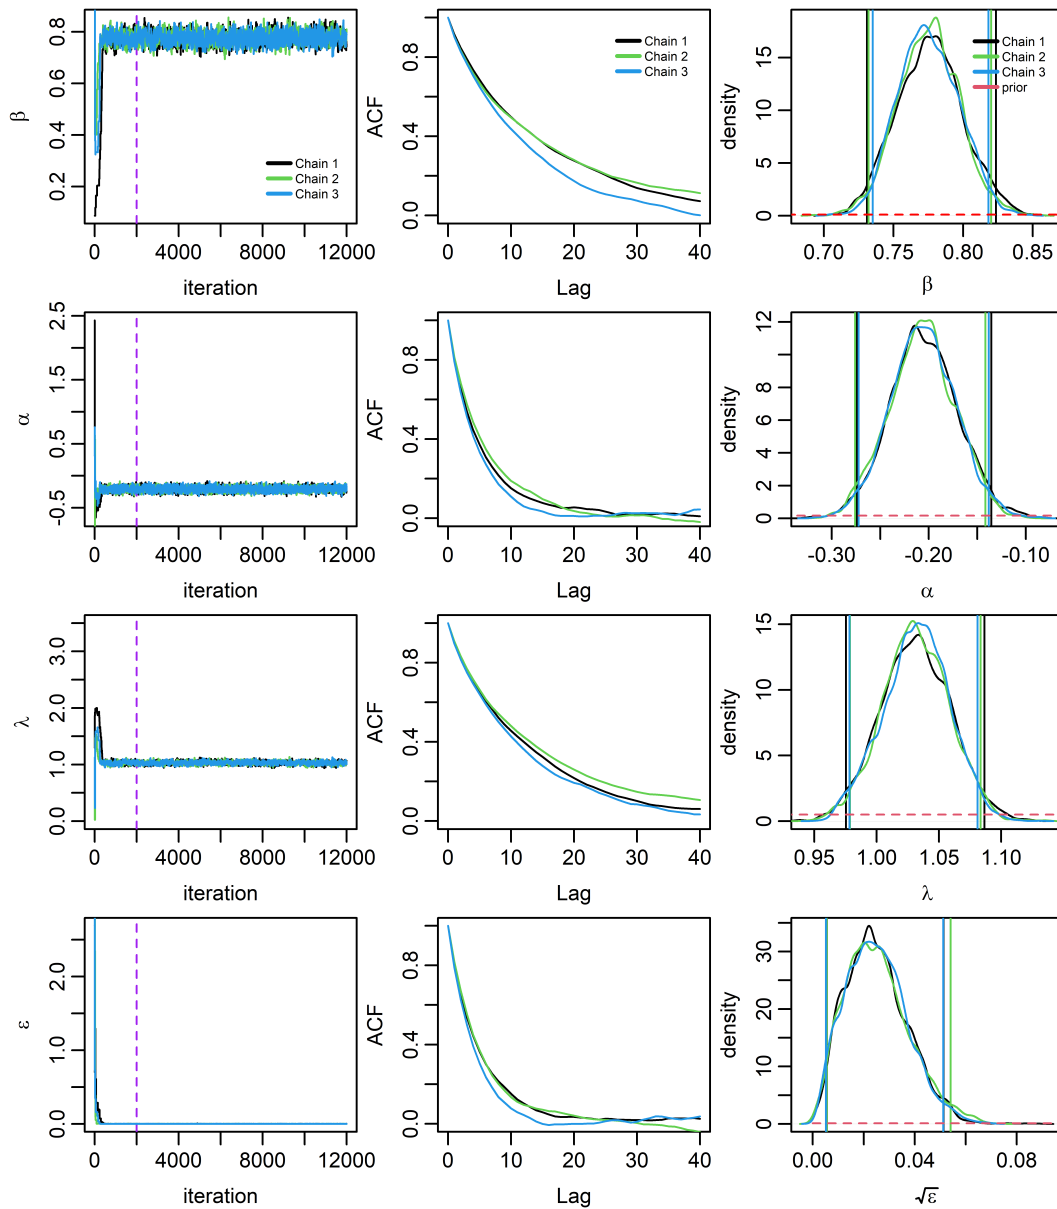 β
0.2 0.4 0.6 0.8
0 4000 8000 12000
iteration
Chain 1
Chain 2
Chain 3
ACF
0.0 0.4 0.8
0 10 20 30 40
Lag
Chain 1
Chain 2
Chain 3
density
0 5 10 15
0.70 0.75 0.80 0.85
β
Chain 1
Chain 2
Chain 3
prior
α
-0.5 0.5 1.5 2.5
0 4000 8000 12000
iteration
ACF
0.0 0.4 0.8
0 10 20 30 40
Lag
density
0 2 4 6 8 12
-0.30 -0.20 -0.10
α
λ
0.0 1.0 2.0 3.0
0 4000 8000 12000
iteration
ACF
0.0 0.4 0.8
0 10 20 30 40
Lag
density
0 5 10 15
0.95 1.00 1.05 1.10
λ
ε
0.0 1.0 2.0
0 4000 8000 12000
iteration
ACF
0.0 0.4 0.8
0 10 20 30 40
Lag
density
0 10 20 30
0.00 0.04 0.08
√ε